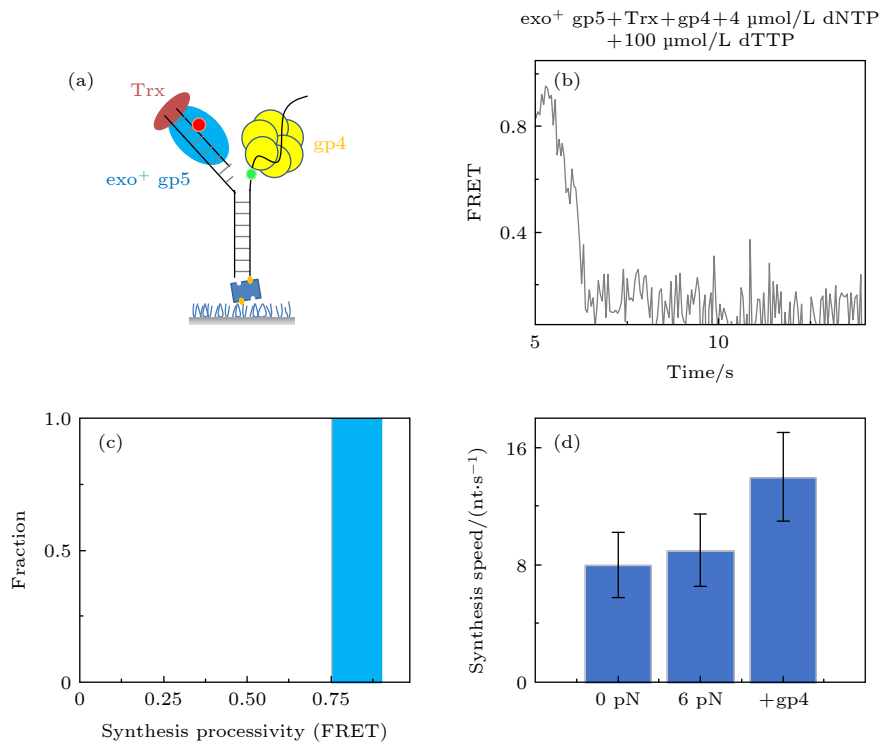 exo⁺ gp5+Trx+gp4+4 µmol/L dNTP
+100 µmol/L dTTP
(a)
Trx
gp4
exo⁺ gp5
(b)
0.8
0.4
FRET
5
10
Time/s
(c)
1.0
0.5
0
Fraction
0
0.25
0.50
0.75
Synthesis processivity (FRET)
(d)
16
8
0
Synthesis speed/(nt·s⁻¹)
0 pN
6 pN
+gp4